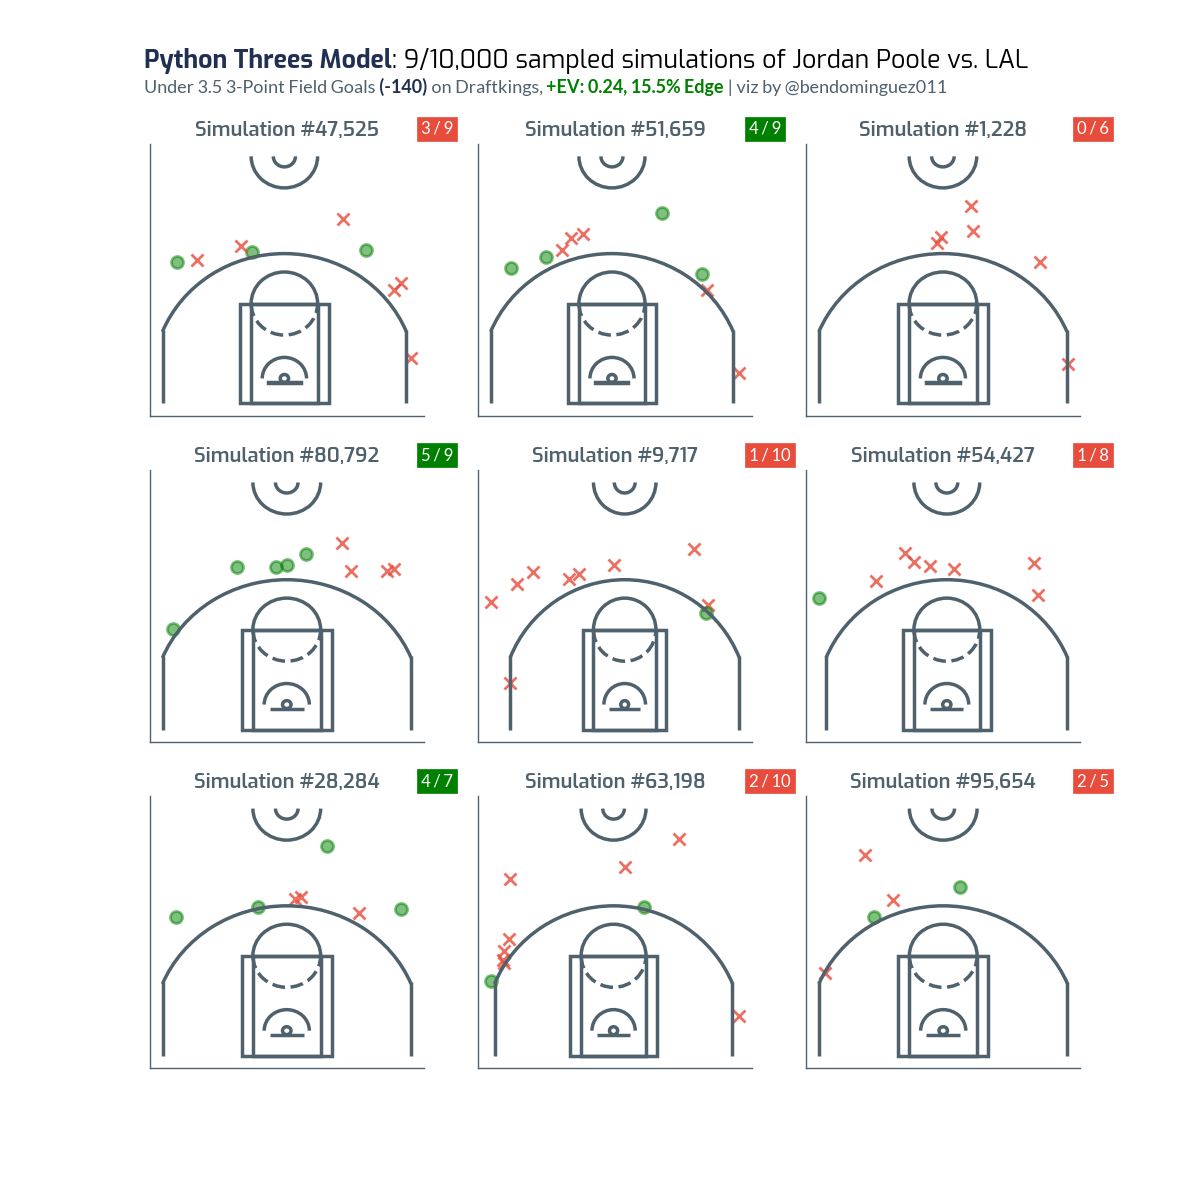 Python Threes Model: 9/10,000 sampled simulations of Jordan Poole vs. LAL
Under 3.5 3-Point Field Goals (-140) on Draftkings, +EV: 0.24, 15.5% Edge | viz by @bendominguez011
Simulation #47,525 3 / 9
Simulation #51,659 4 / 9
Simulation #1,228 0 / 6
Simulation #80,792 5 / 9
Simulation #9,717 1 / 10
Simulation #54,427 1 / 8
Simulation #28,284 4 / 7
Simulation #63,198 2 / 10
Simulation #95,654 2 / 5